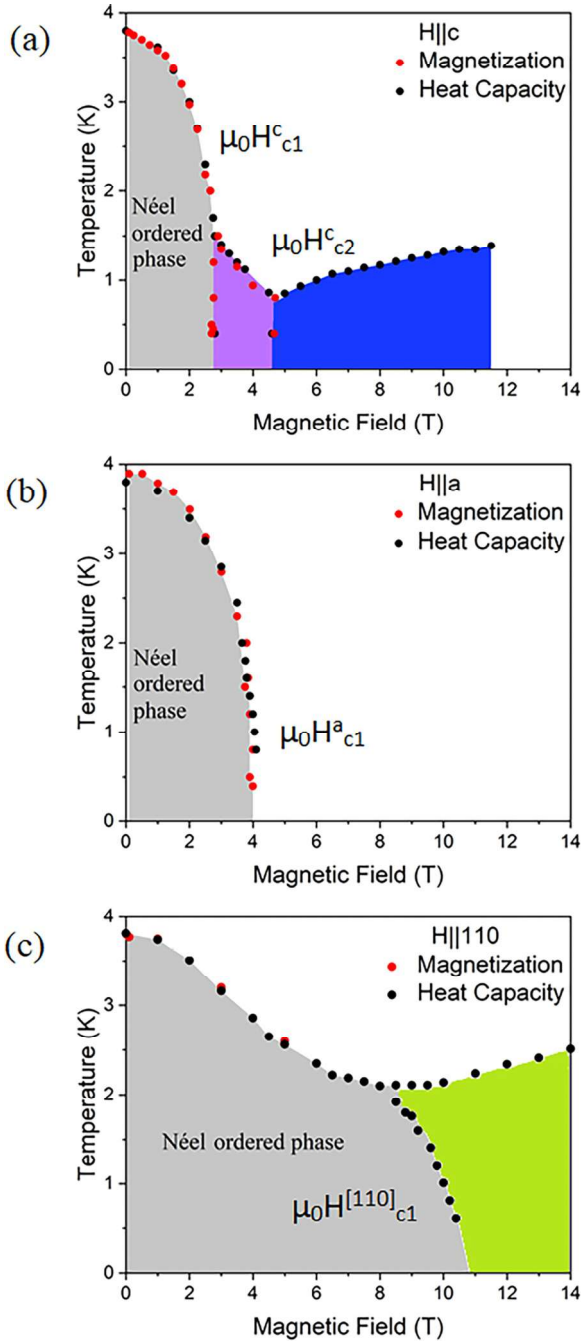 (a)
H||c
Magnetization
Heat Capacity
μ₀Hᶜc1
Néel
ordered
phase
μ₀Hᶜc2
Temperature (K)
4
3
2
1
0
0 2 4 6 8 10 12 14
Magnetic Field (T)
(b)
H||a
Magnetization
Heat Capacity
Néel
ordered
phase
μ₀Hᵃc1
Temperature (K)
4
3
2
1
0
0 2 4 6 8 10 12 14
Magnetic Field (T)
(c)
H||110
Magnetization
Heat Capacity
Néel ordered phase
μ₀H[110]c1
Temperature (K)
4
3
2
1
0
0 2 4 6 8 10 12 14
Magnetic Field (T)